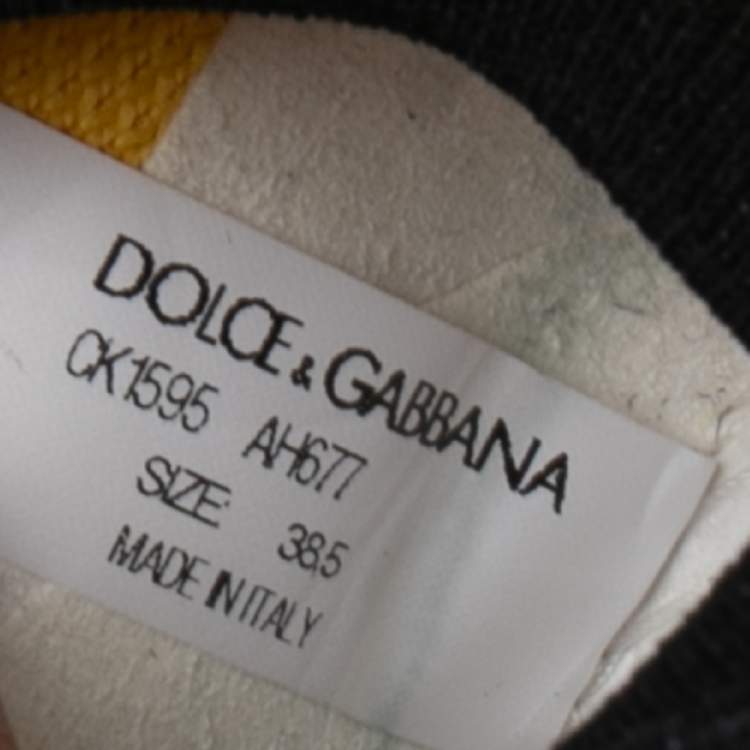 DOLCE & GABBANA
CK1595 AH677
SIZE: 38.5
MADE IN ITALY